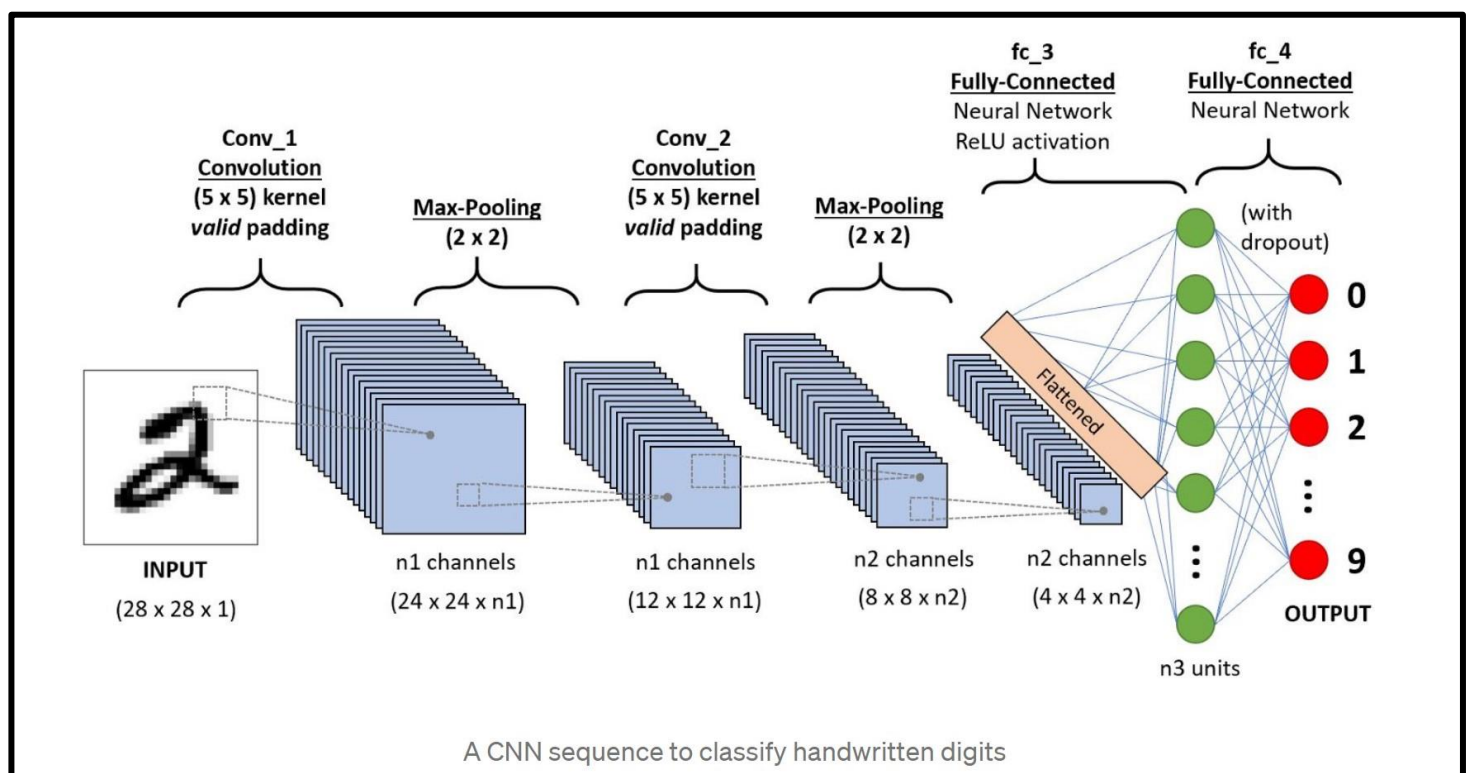 Conv_1
Convolution
(5 x 5) kernel
valid padding
Max-Pooling
(2 x 2)
Conv_2
Convolution
(5 x 5) kernel
valid padding
Max-Pooling
(2 x 2)
fc_3
Fully-Connected
Neural Network
ReLU activation
fc_4
Fully-Connected
Neural Network
(with
dropout)
INPUT
(28 x 28 x 1)
n1 channels
(24 x 24 x n1)
n1 channels
(12 x 12 x n1)
n2 channels
(8 x 8 x n2)
n2 channels
(4 x 4 x n2)
Flattened
n3 units
0
1
2
⋮
9
OUTPUT
2
A CNN sequence to classify handwritten digits